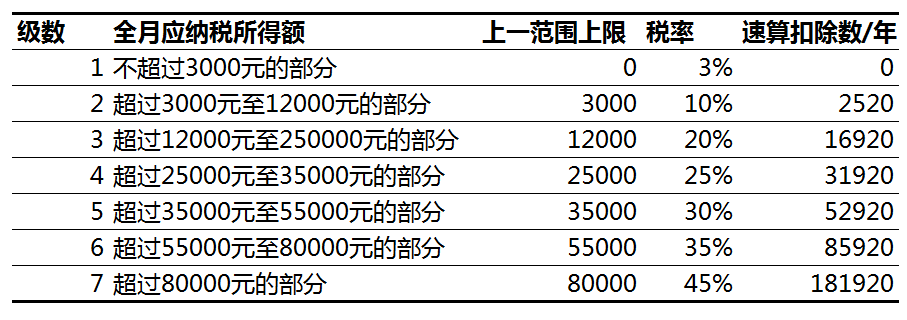 级数 全月应纳税所得额 上一范围上限 税率 速算扣除数/年
1 不超过3000元的部分 0 3% 0
2 超过3000元至12000元的部分 3000 10% 2520
3 超过12000元至250000元的部分 12000 20% 16920
4 超过25000元至35000元的部分 25000 25% 31920
5 超过35000元至55000元的部分 35000 30% 52920
6 超过55000元至80000元的部分 55000 35% 85920
7 超过80000元的部分 80000 45% 181920